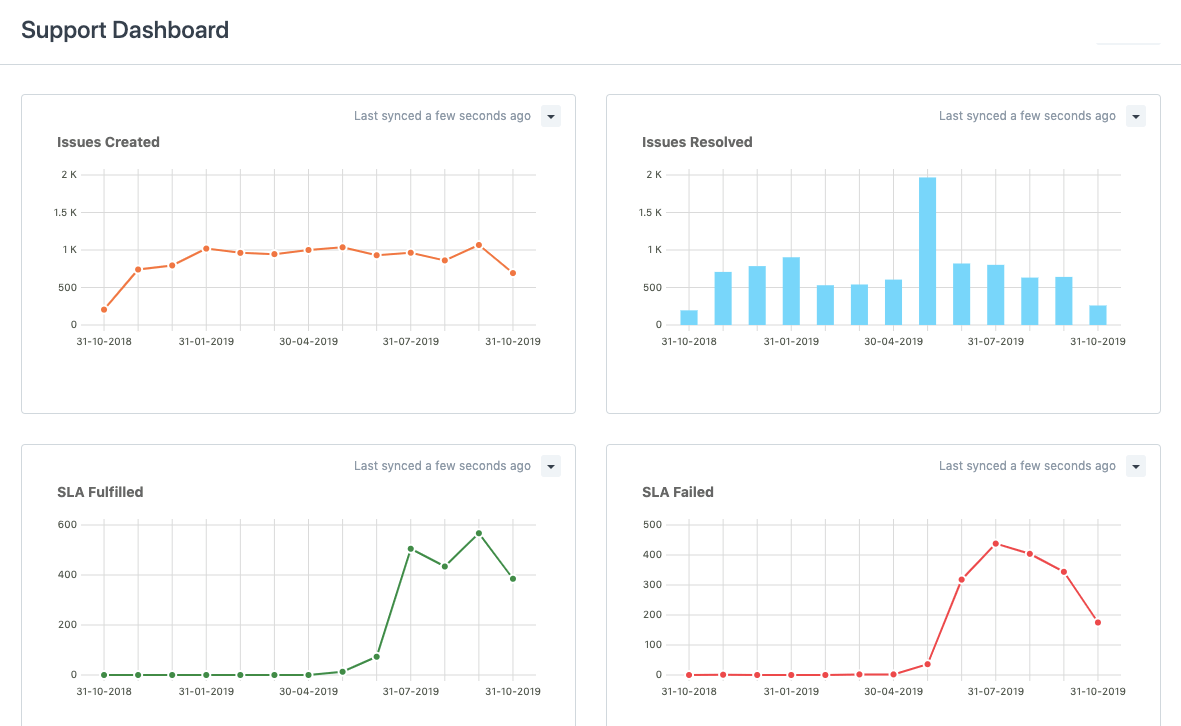 Support Dashboard
Last synced a few seconds ago
Issues Created
2 K
1.5 K
1 K
500
0
31-10-2018 31-01-2019 30-04-2019 31-07-2019 31-10-2019
Last synced a few seconds ago
Issues Resolved
2 K
1.5 K
1 K
500
0
31-10-2018 31-01-2019 30-04-2019 31-07-2019 31-10-2019
Last synced a few seconds ago
SLA Fulfilled
600
400
200
0
31-10-2018 31-01-2019 30-04-2019 31-07-2019 31-10-2019
Last synced a few seconds ago
SLA Failed
500
400
300
200
100
0
31-10-2018 31-01-2019 30-04-2019 31-07-2019 31-10-2019